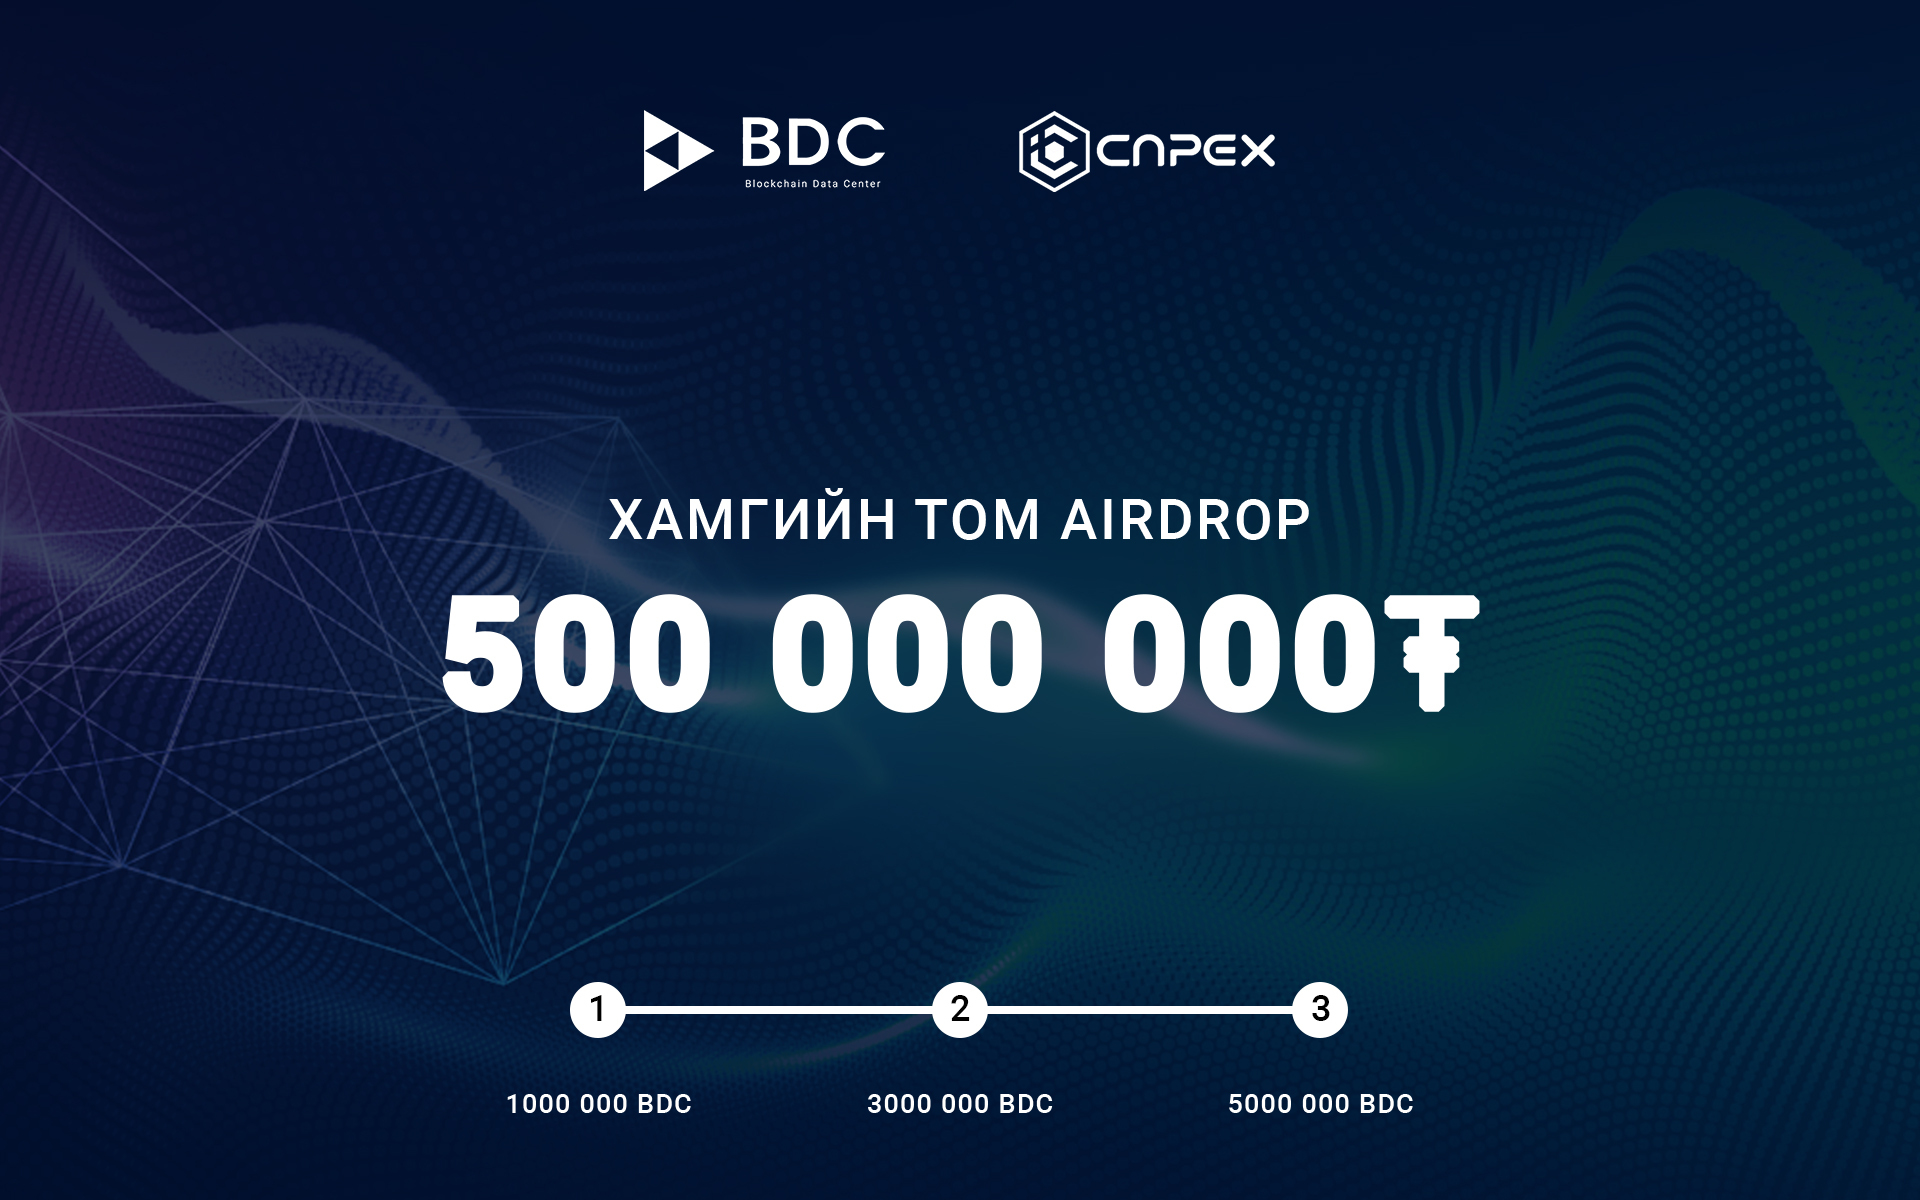 BDC
Blockchain Data Center
CNPEX
ХАМГИЙН ТОМ AIRDROP
500 000 000₮
1
2
3
1000 000 BDC
3000 000 BDC
5000 000 BDC